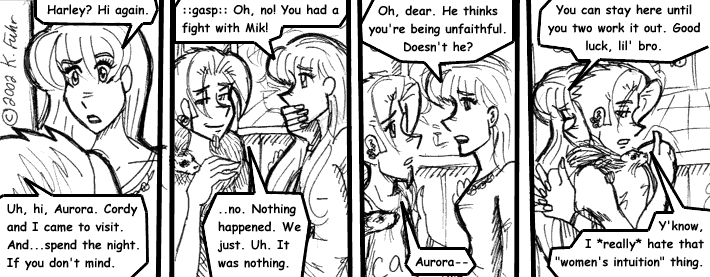 Harley? Hi again.
©2002 K. Fuhr
Uh, hi, Aurora. Cordy
and I came to visit.
And...spend the night.
If you don't mind.
::gasp:: Oh, no! You had a
fight with Mik!
..no. Nothing
happened. We
just. Uh. It
was nothing.
Oh, dear. He thinks
you're being unfaithful.
Doesn't he?
Aurora--
You can stay here until
you two work it out. Good
luck, lil' bro.
Y'know,
I *really* hate that
"women's intuition" thing.